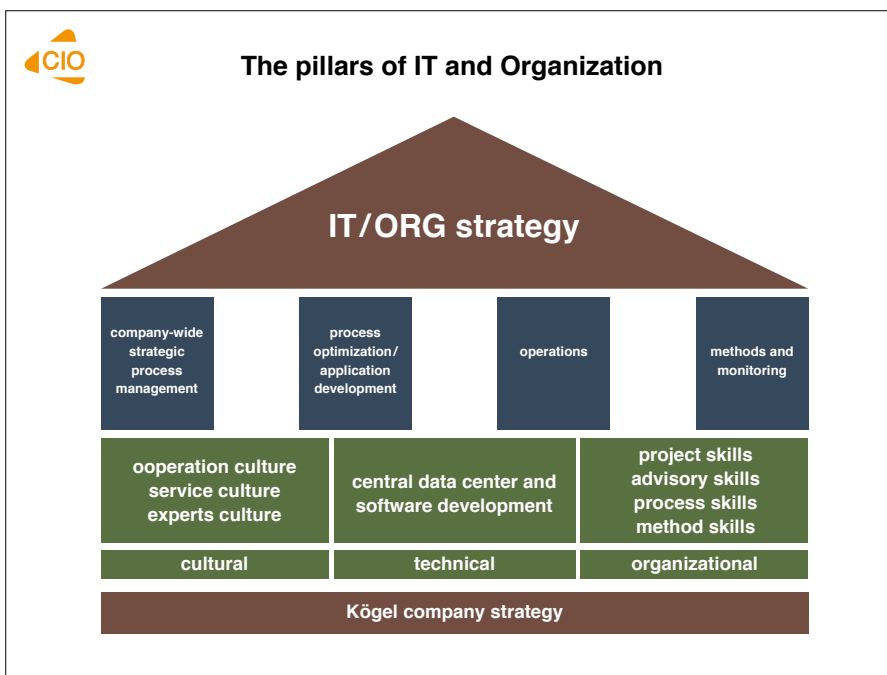 CIO
The pillars of IT and Organization
IT/ORG strategy
company-wide
strategic
process
management
process
optimization/
application
development
operations
methods and
monitoring
ooperation culture
service culture
experts culture
central data center and
software development
project skills
advisory skills
process skills
method skills
cultural
technical
organizational
Kögel company strategy